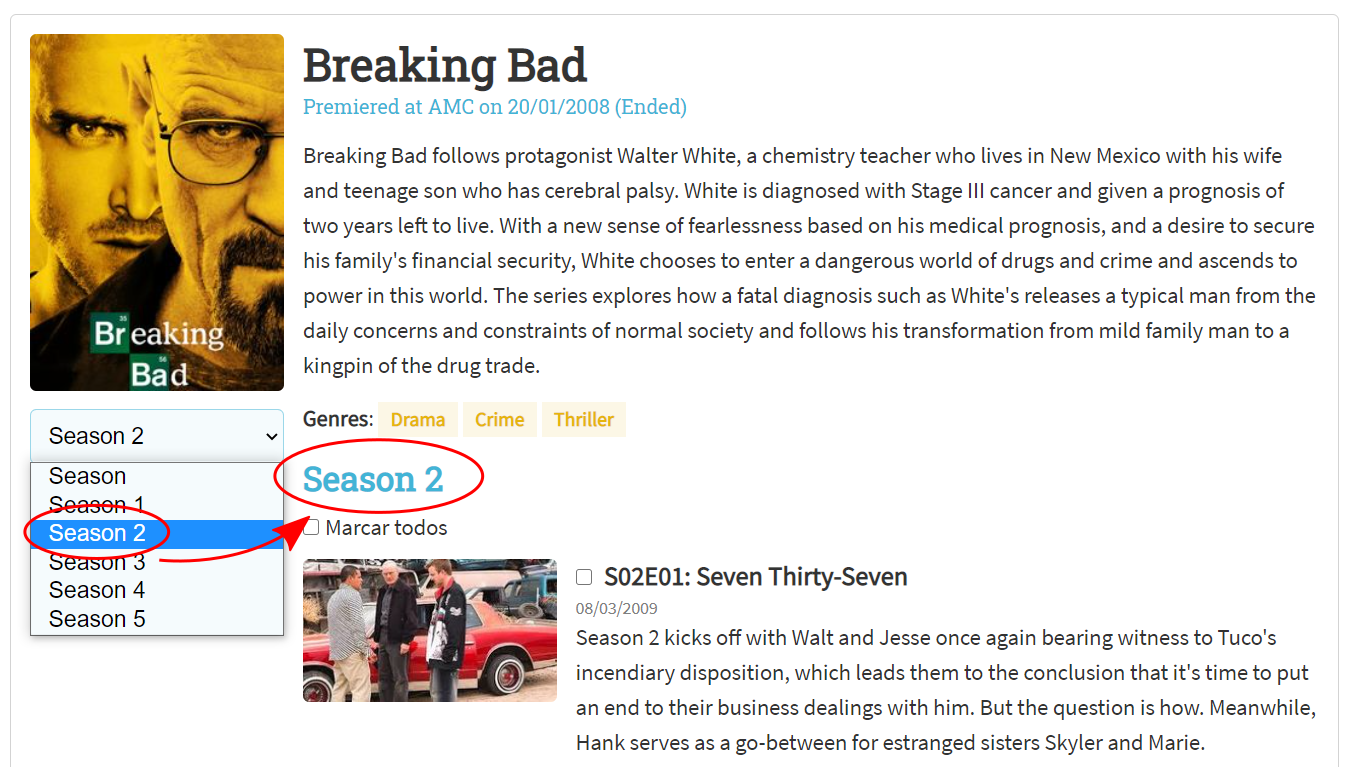 Breaking Bad
Premiered at AMC on 20/01/2008 (Ended)
Breaking Bad follows protagonist Walter White, a chemistry teacher who lives in New Mexico with his wife
and teenage son who has cerebral palsy. White is diagnosed with Stage III cancer and given a prognosis of
two years left to live. With a new sense of fearlessness based on his medical prognosis, and a desire to secure
his family's financial security, White chooses to enter a dangerous world of drugs and crime and ascends to
power in this world. The series explores how a fatal diagnosis such as White's releases a typical man from the
daily concerns and constraints of normal society and follows his transformation from mild family man to a
kingpin of the drug trade.
35
Breaking
56
Bad
Genres: Drama Crime Thriller
Season 2
Season
Season 1
Season 2
Season 3
Season 4
Season 5
Season 2
Marcar todos
S02E01: Seven Thirty-Seven
08/03/2009
Season 2 kicks off with Walt and Jesse once again bearing witness to Tuco's
incendiary disposition, which leads them to the conclusion that it's time to put
an end to their business dealings with him. But the question is how. Meanwhile,
Hank serves as a go-between for estranged sisters Skyler and Marie.